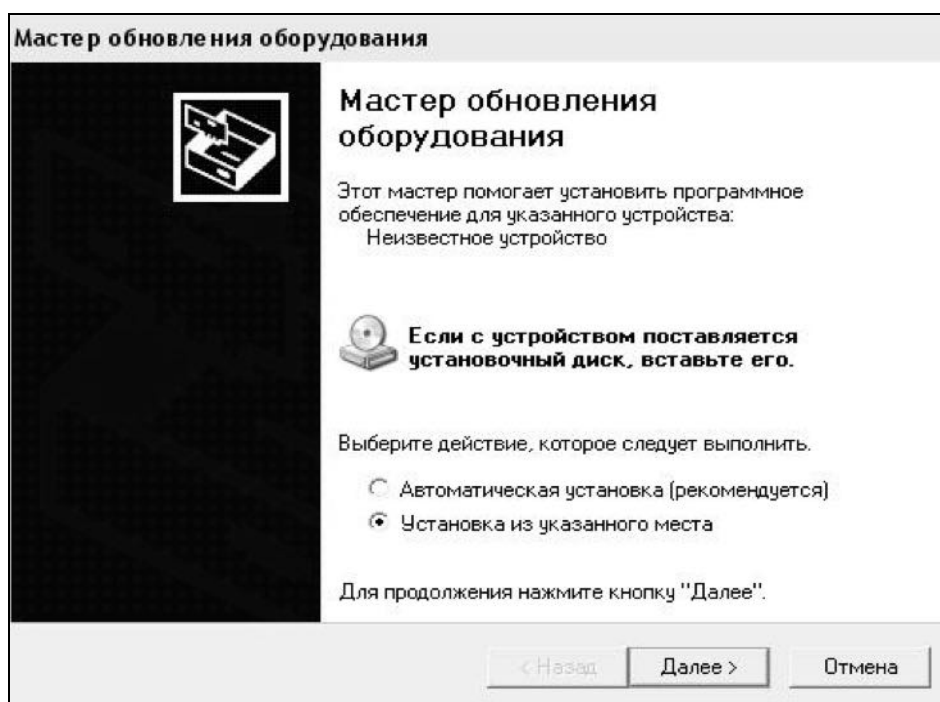 Мастер обновления оборудования
Мастер обновления
оборудования
Этот мастер помогает установить программное
обеспечение для указанного устройства:
Неизвестное устройство
Если с устройством поставляется
установочный диск, вставьте его.
Выберите действие, которое следует выполнить.
Автоматическая установка (рекомендуется)
Установка из указанного места
Для продолжения нажмите кнопку "Далее".
< Назад
Далее >
Отмена